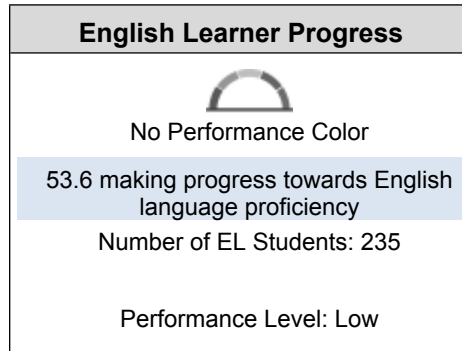 English Learner Progress
No Performance Color
53.6 making progress towards English
language proficiency
Number of EL Students: 235
Performance Level: Low